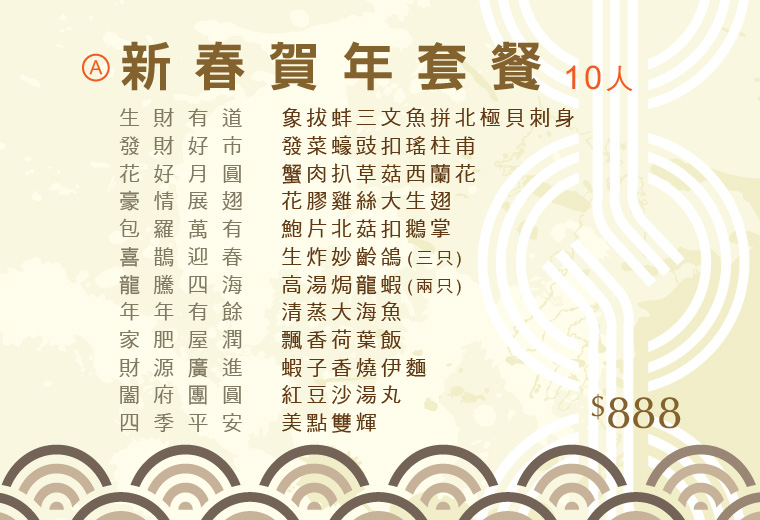 A 新春賀年套餐 10人
生財有道 象拔蚌三文魚拼北極貝刺身
發財好市 發菜蠔豉扣瑤柱甫
花好月圓 蟹肉扒草菇西蘭花
豪情展翅 花膠雞絲大生翅
包羅萬有 鮑片北菇扣鵝掌
喜鵲迎春 生炸妙齡鴿(三只)
龍騰四海 高湯焗龍蝦(兩只)
年年有餘 清蒸大海魚
家肥屋潤 飄香荷葉飯
財源廣進 蝦子香燒伊麵
闔府團圓 紅豆沙湯丸
四季平安 美點雙輝
$888